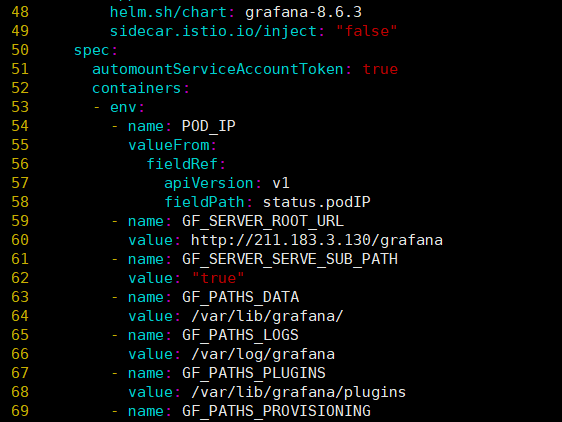 48         helm.sh/chart: grafana-8.6.3
49         sidecar.istio.io/inject: "false"
50     spec:
51       automountServiceAccountToken: true
52       containers:
53       - env:
54         - name: POD_IP
55           valueFrom:
56             fieldRef:
57               apiVersion: v1
58               fieldPath: status.podIP
59         - name: GF_SERVER_ROOT_URL
60           value: http://211.183.3.130/grafana
61         - name: GF_SERVER_SERVE_SUB_PATH
62           value: "true"
63         - name: GF_PATHS_DATA
64           value: /var/lib/grafana/
65         - name: GF_PATHS_LOGS
66           value: /var/log/grafana
67         - name: GF_PATHS_PLUGINS
68           value: /var/lib/grafana/plugins
69         - name: GF_PATHS_PROVISIONING